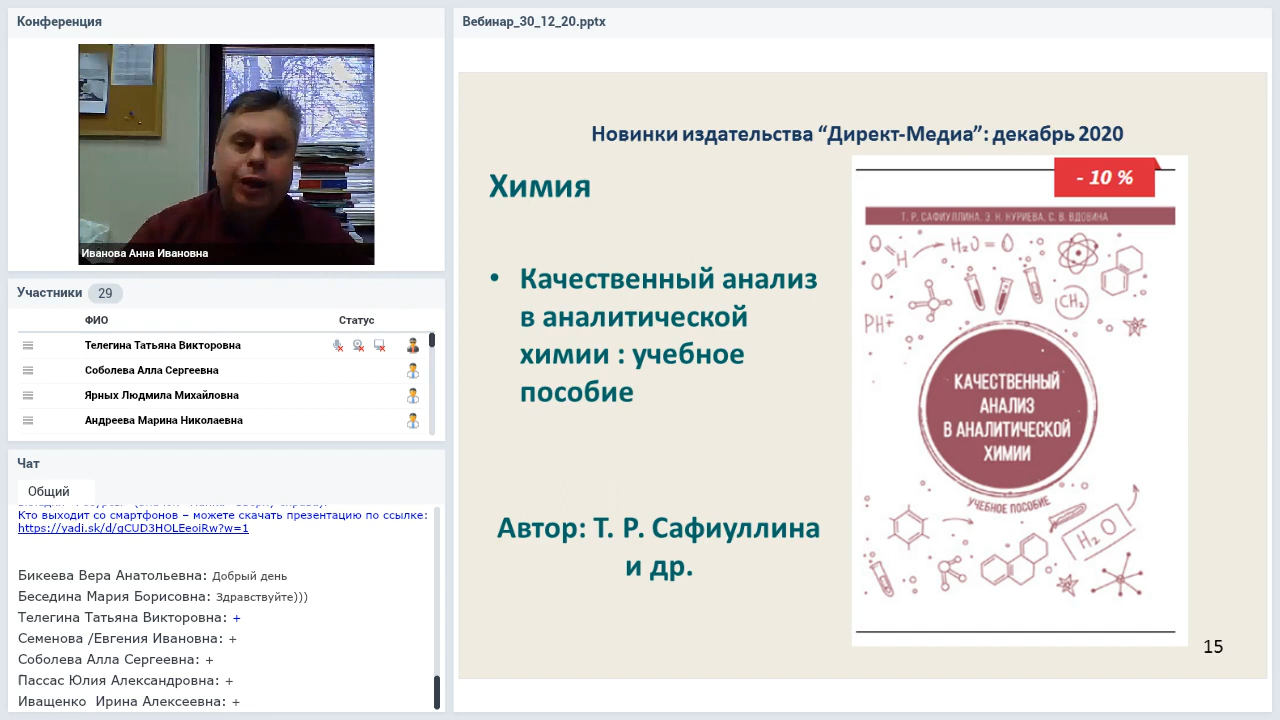 Конференция
Иванова Анна Ивановна
Участники 29
ФИО Статус
Телегина Татьяна Викторовна
Соболева Алла Сергеевна
Ярных Людмила Михайловна
Андреева Марина Николаевна
Чат
Общий
Кто выходит со смартфонов – можете скачать презентацию по ссылке:
https://yadi.sk/d/gCUD3HOLEeoiRw?w=1
Бикеева Вера Анатольевна: Добрый день
Беседина Мария Борисовна: Здравствуйте)))
Телегина Татьяна Викторовна: +
Семенова /Евгения Ивановна: +
Соболева Алла Сергеевна: +
Пассас Юлия Александровна: +
Иващенко Ирина Алексеевна: +
Вебинар_30_12_20.pptx
Новинки издательства “Директ-Медиа”: декабрь 2020
Химия
• Качественный анализ
в аналитической
химии : учебное
пособие
Автор: Т. Р. Сафиуллина
и др.
- 10 %
Т. Р. САФИУЛЛИНА, Э. Н. НУРИЕВА, С. В. ВДОВИНА
H₂O = O
O
H
O
CH₂
PH
КАЧЕСТВЕННЫЙ
АНАЛИЗ
В АНАЛИТИЧЕСКОЙ
ХИМИИ
УЧЕБНОЕ ПОСОБИЕ
H₂O
15